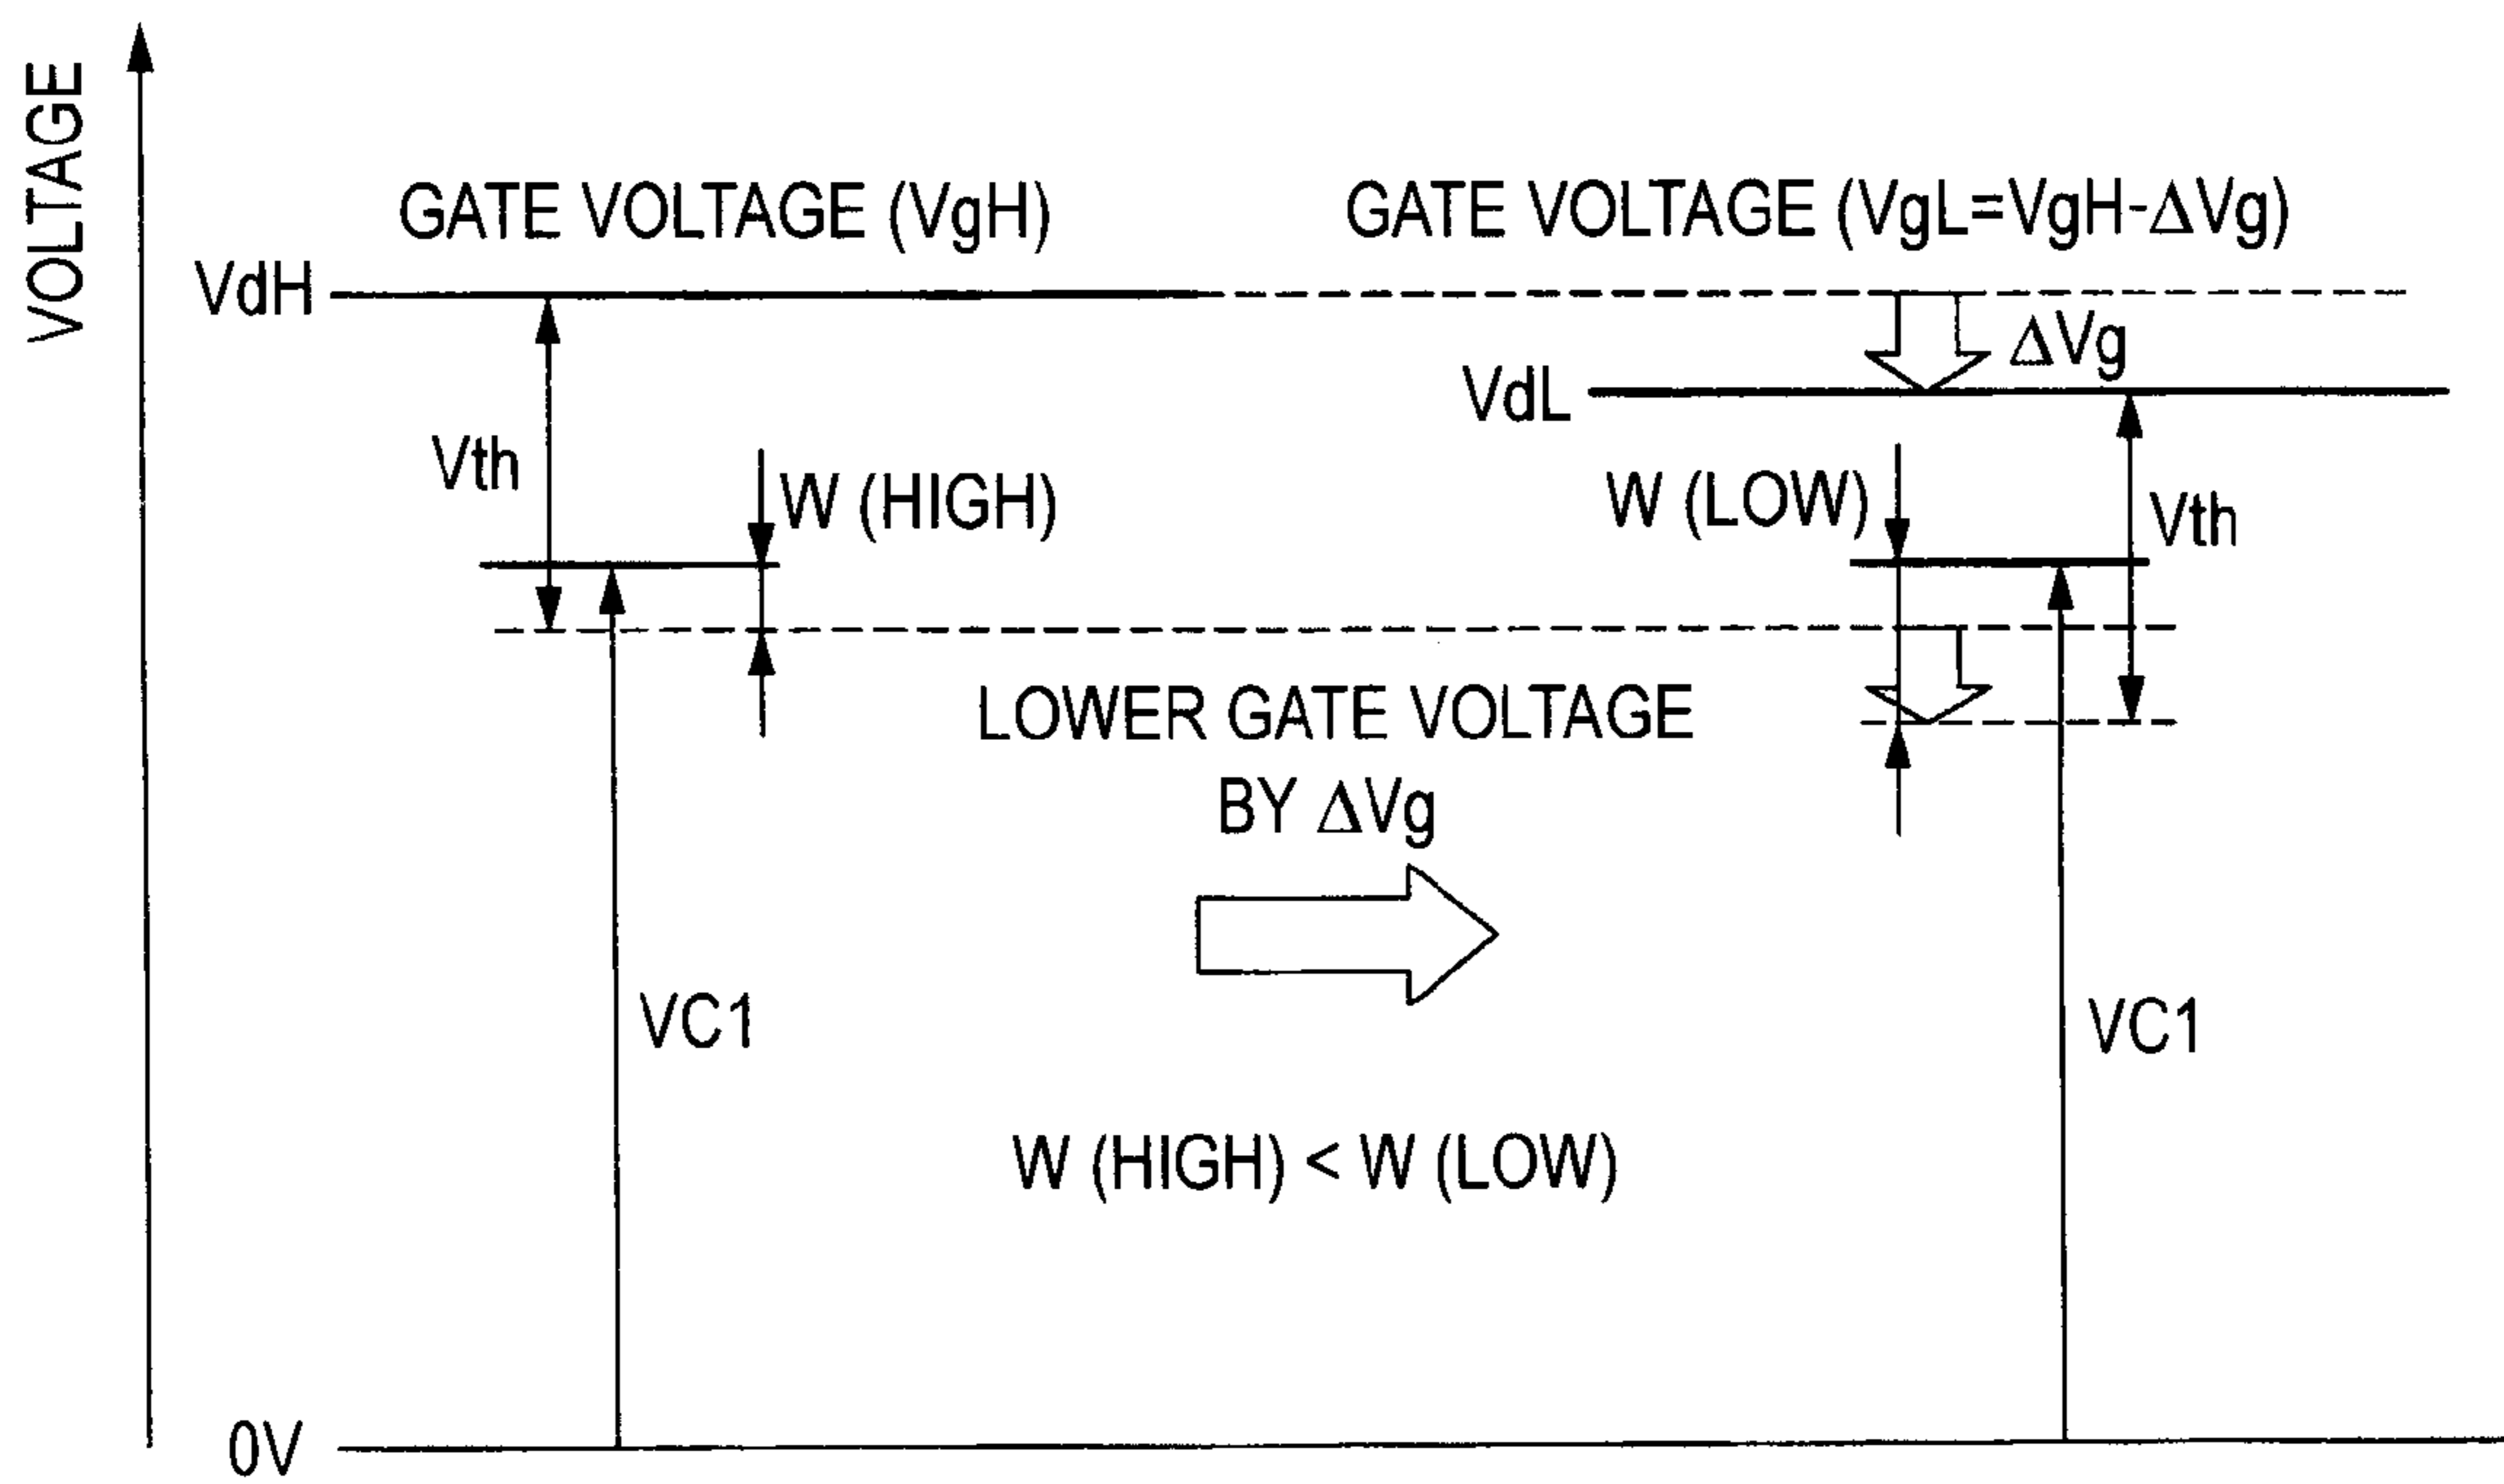 VOLTAGE
GATE VOLTAGE (VgH)
GATE VOLTAGE (VgL=VgH-ΔVg)
VdH
ΔVg
VdL
Vth
W (HIGH)
W (LOW)
Vth
LOWER GATE VOLTAGE
BY ΔVg
VC1
VC1
W (HIGH) < W (LOW)
0V